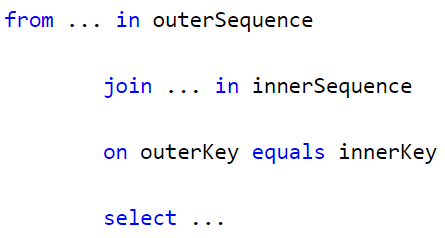 from ... in outerSequence
join ... in innerSequence
on outerKey equals innerKey
select ...